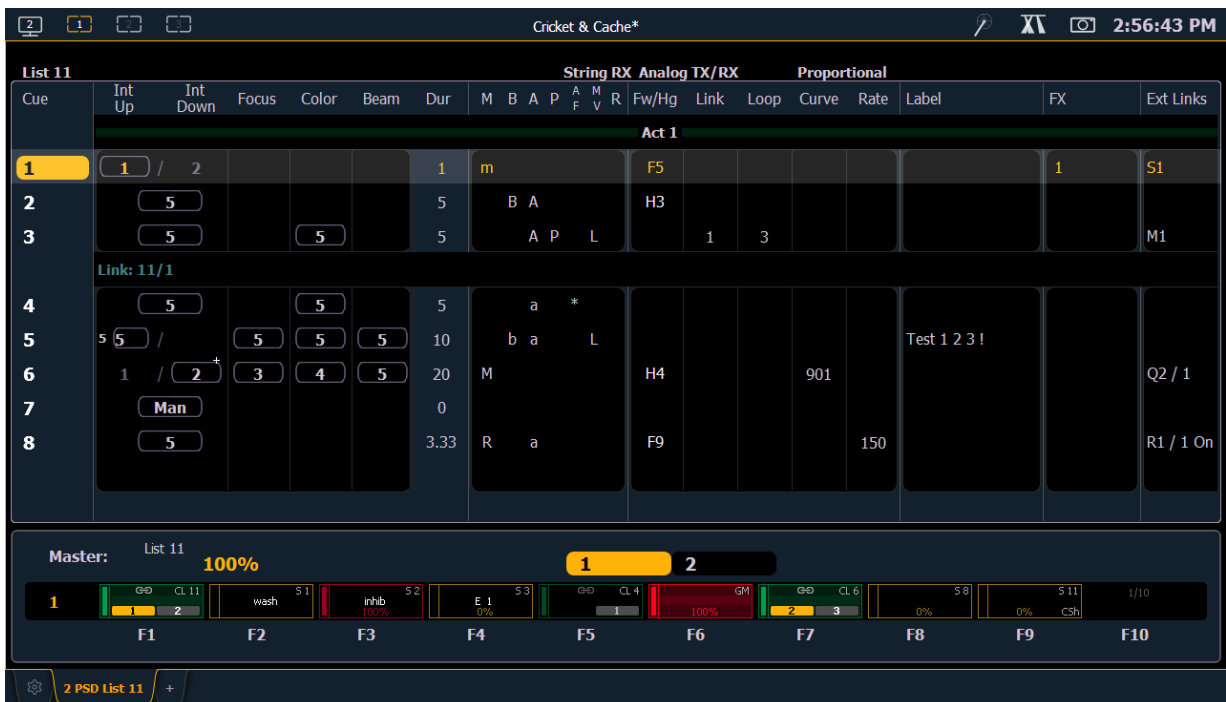 2 1 2 3 Cricket & Cache* 2:56:43 PM
List 11 String RX Analog TX/RX Proportional
Cue Int Up Int Down Focus Color Beam Dur M B A P A F M V R Fw/Hg Link Loop Curve Rate Label FX Ext Links
Act 1
1 1 / 2 1 m F5 1 S1
2 5 5 B A H3
3 5 5 5 A P L 1 3 M1
Link: 11/1
4 5 5 5 a *
5 5 5 / 5 5 5 10 b a L Test 1 2 3 !
6 1 / 2 3 4 5 20 M H4 901 Q2 / 1
7 Man 0
8 5 3.33 R a F9 150 R1 / 1 On
Master: List 11 100% 1 2
1 CL 11 1 2 wash S 1 inhib 100% S 2 E 1 0% S 3 CL 4 1 GM 100% CL 6 2 3 S 8 0% S 11 0% CSh 1/10
F1 F2 F3 F4 F5 F6 F7 F8 F9 F10
2 PSD List 11 +